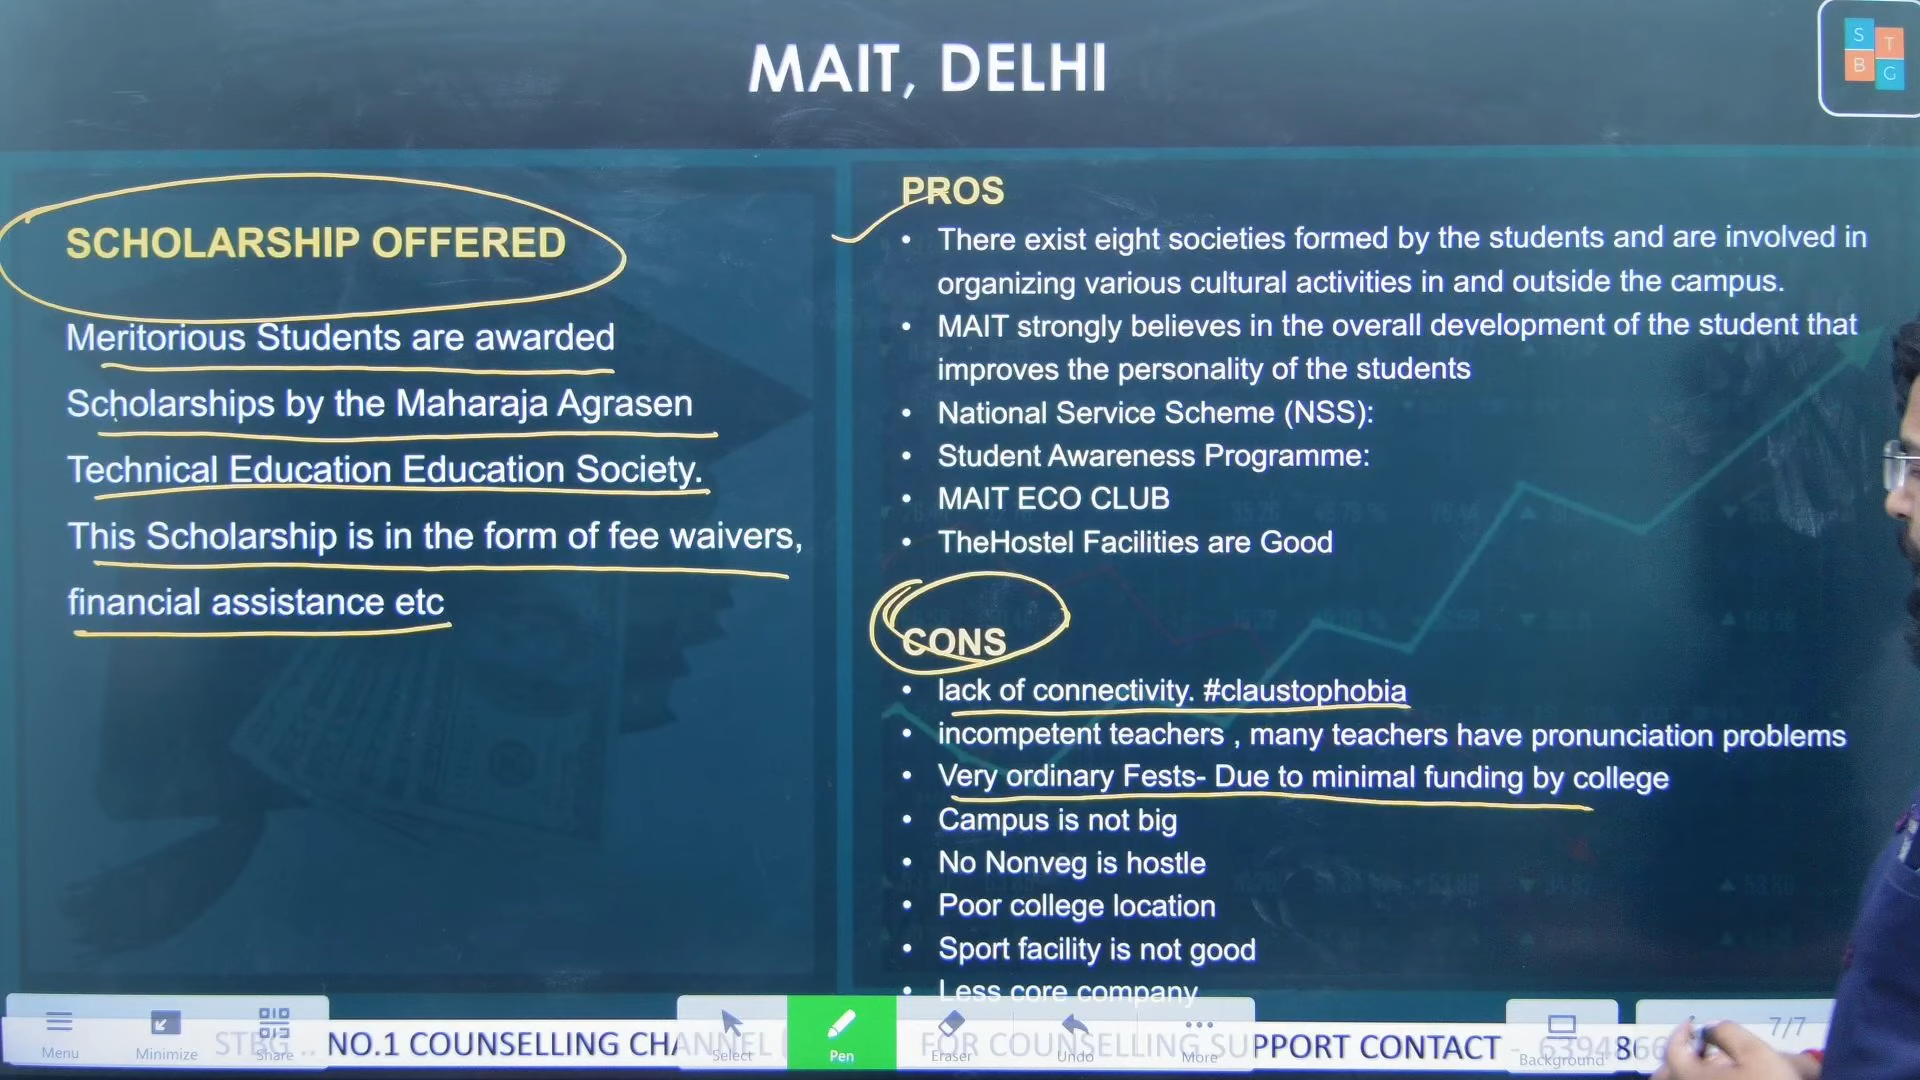 MAIT, DELHI
S T
B G
SCHOLARSHIP OFFERED
Meritorious Students are awarded
Scholarships by the Maharaja Agrasen
Technical Education Education Society.
This Scholarship is in the form of fee waivers,
financial assistance etc
PROS
• There exist eight societies formed by the students and are involved in
organizing various cultural activities in and outside the campus.
• MAIT strongly believes in the overall development of the student that
improves the personality of the students
• National Service Scheme (NSS):
• Student Awareness Programme:
• MAIT ECO CLUB
• TheHostel Facilities are Good
CONS
• lack of connectivity. #claustophobia
• incompetent teachers , many teachers have pronunciation problems
• Very ordinary Fests- Due to minimal funding by college
• Campus is not big
• No Nonveg is hostle
• Poor college location
• Sport facility is not good
• Less core company
Menu Minimize Share Select Pen Eraser Undo More Background 7/7
NO.1 COUNSELLING CHANNEL FOR COUNSELLING SUPPORT CONTACT -